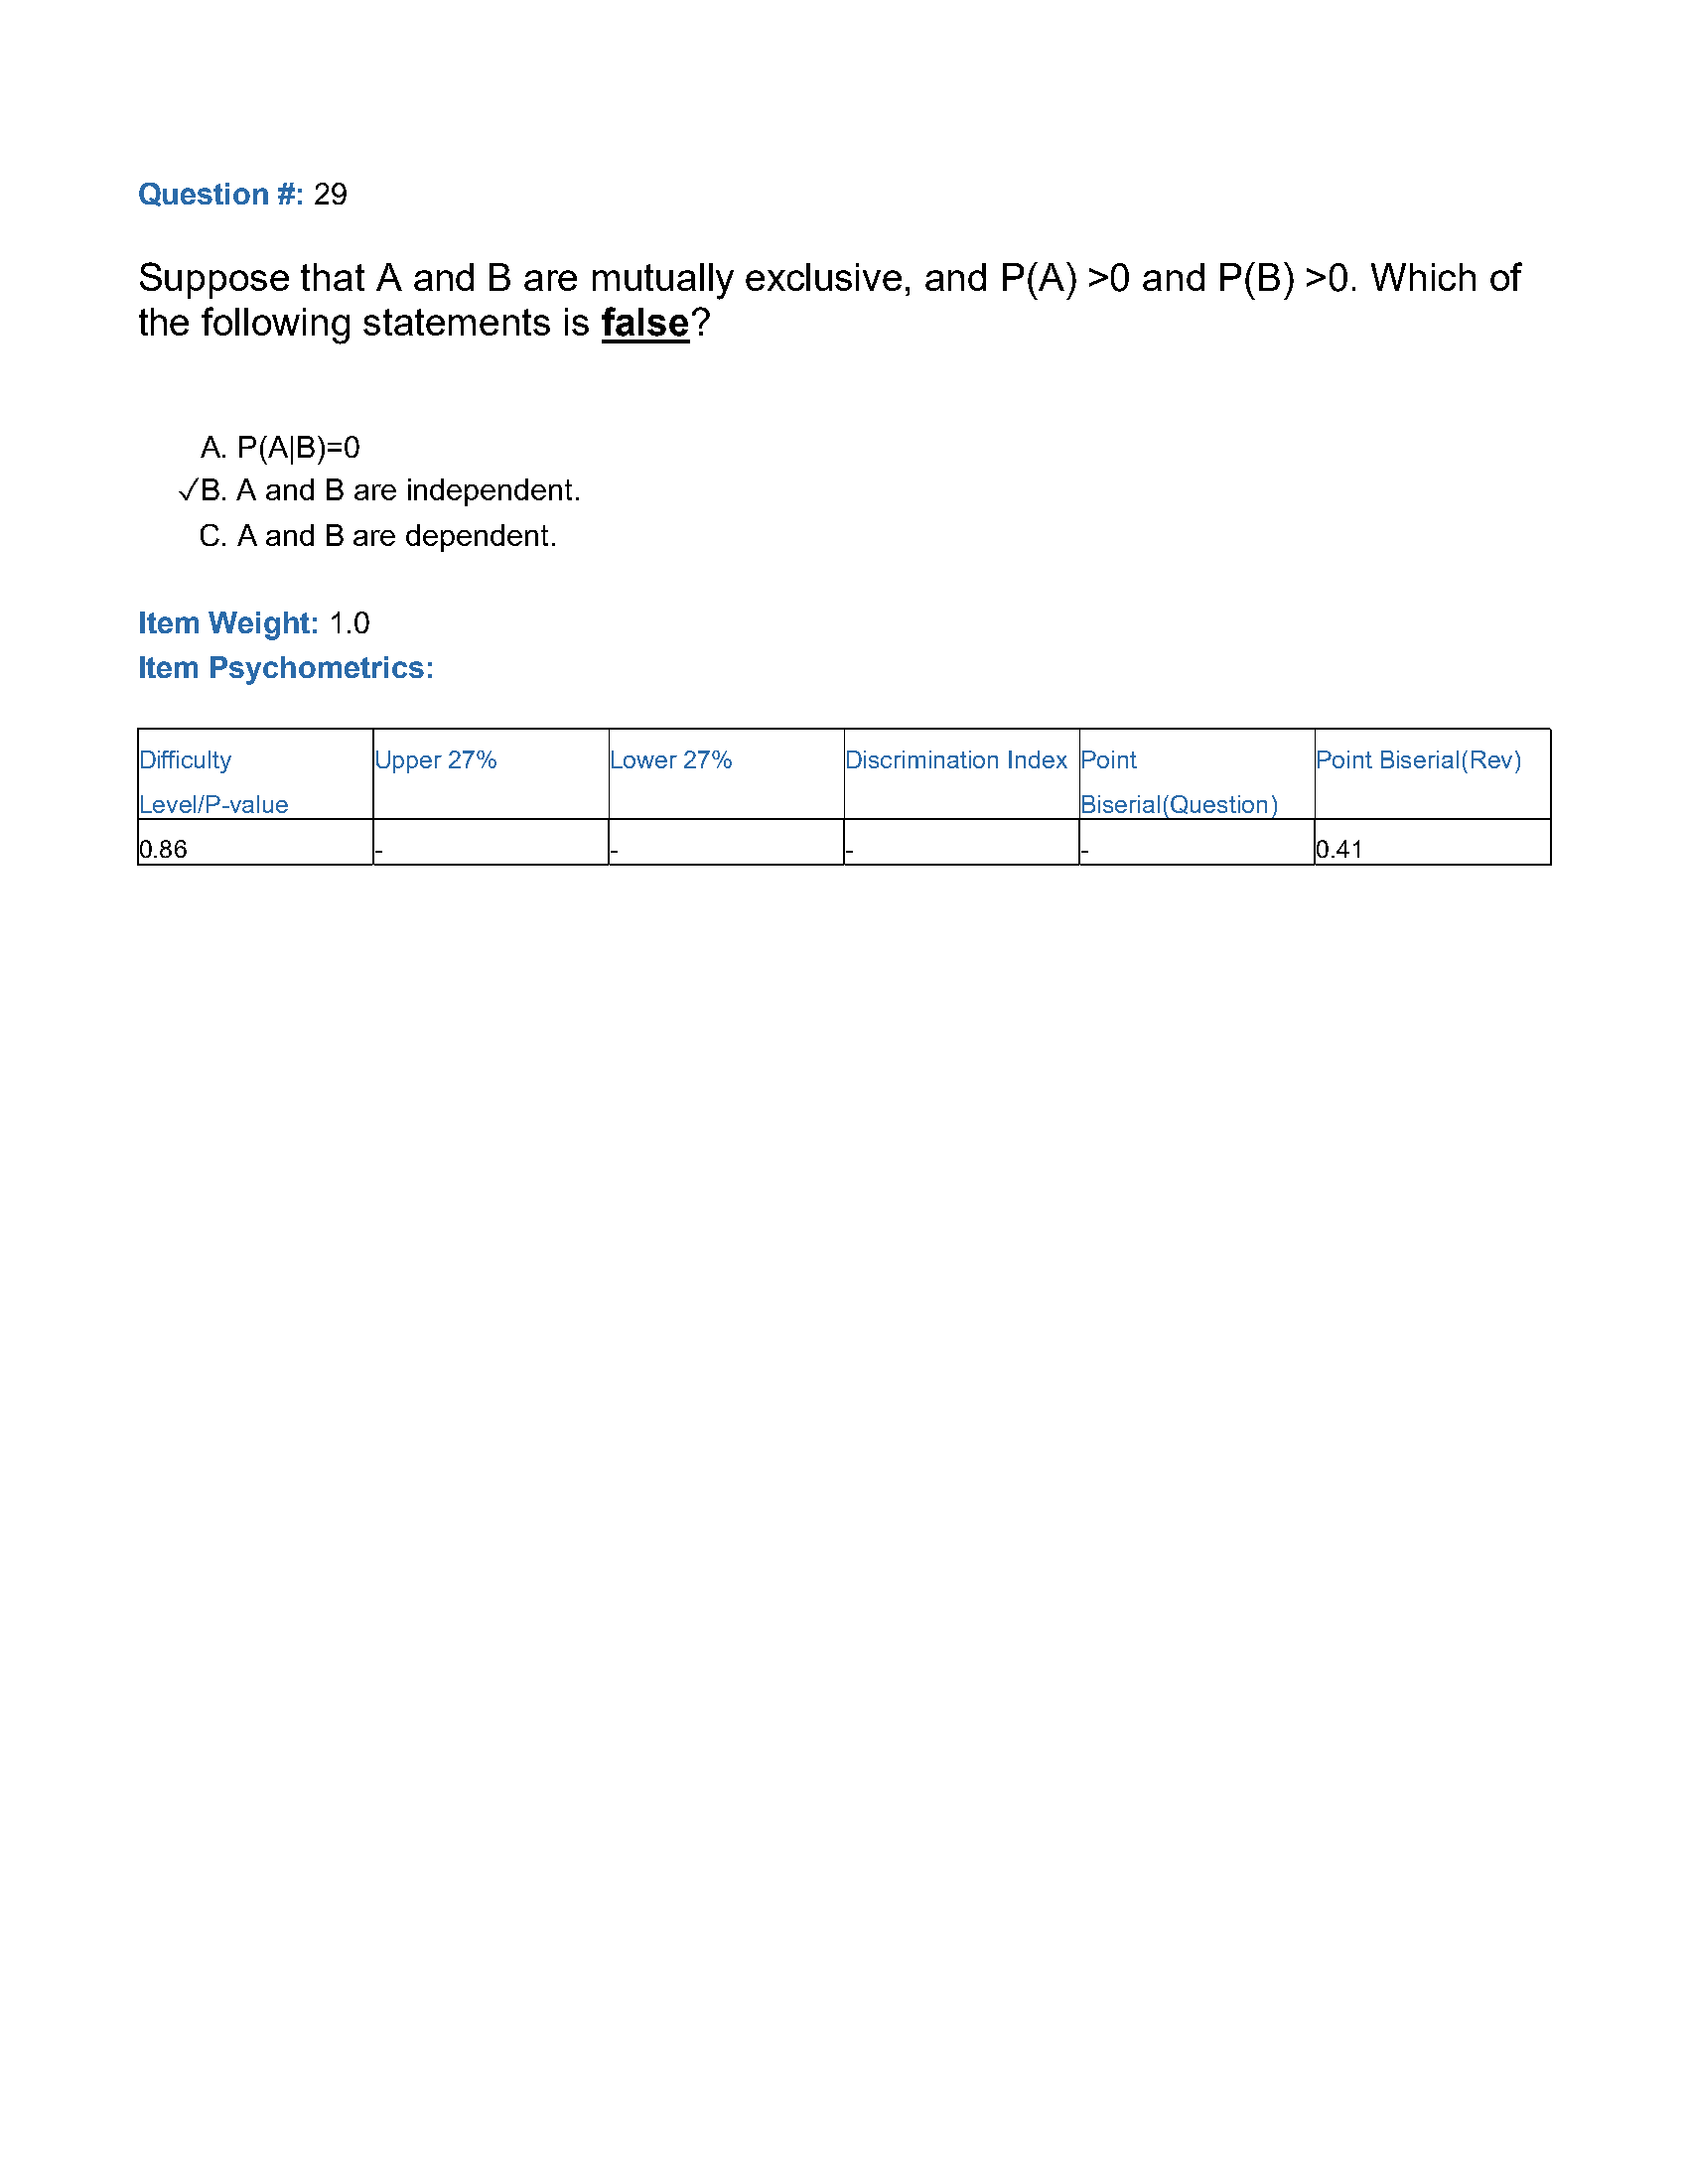 Question #: 29
Suppose that A and B are mutually exclusive, and P(A) >0 and P(B) >0. Which of
the following statements is false?
A. P(A|B)=0
✓B. A and B are independent.
C. A and B are dependent.
Item Weight: 1.0
Item Psychometrics:
Difficulty Level/P-value Upper 27% Lower 27% Discrimination Index Point Biserial(Question) Point Biserial(Rev)
0.86 - - - - 0.41